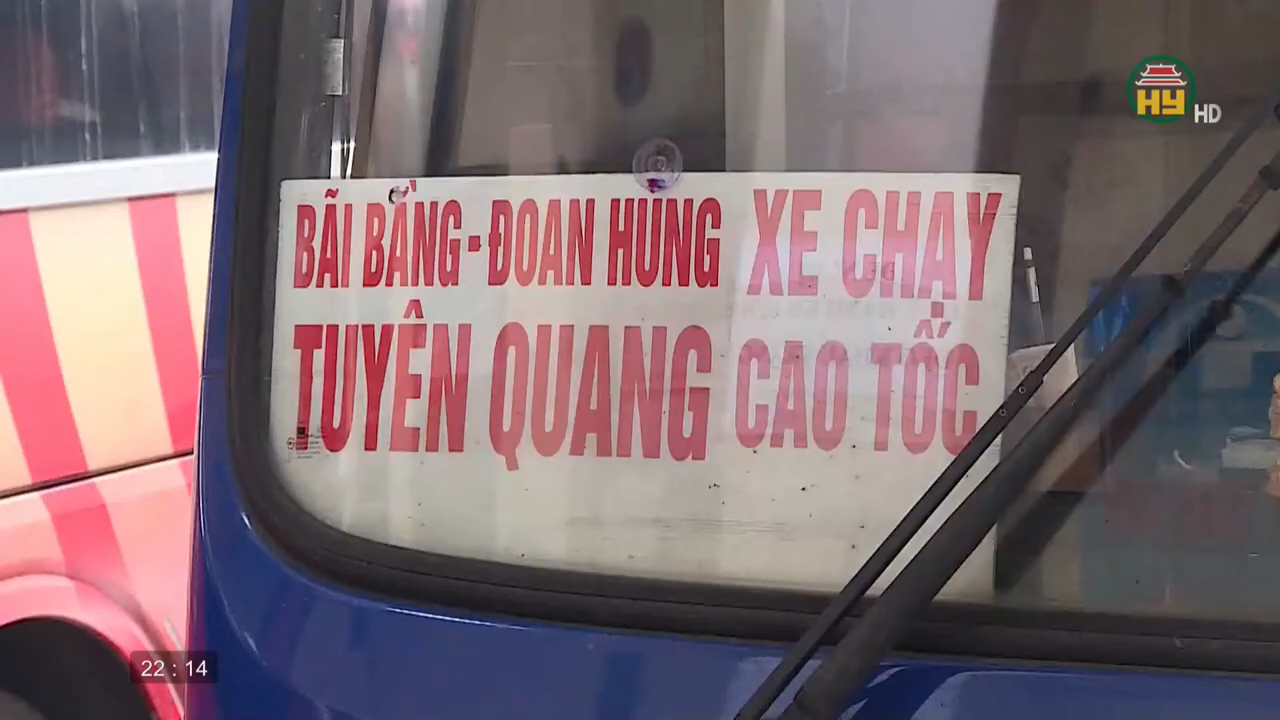 HY HD
BÃI BẰNG - ĐOAN HÙNG XE CHẠY
TUYÊN QUANG CAO TỐC
22 : 14